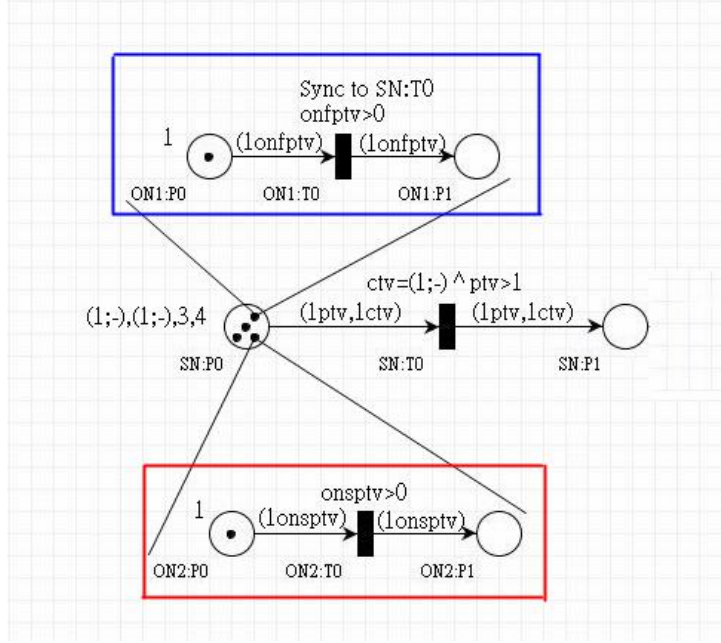 Sync to SN:T0
onfptv>0
1
(1onfptv)
(1onfptv)
ON1:P0
ON1:T0
ON1:P1
ctv=(1;-) ^ ptv>1
(1;-),(1;-),3,4
(1ptv,1ctv)
(1ptv,1ctv)
SN:P0
SN:T0
SN:P1
onsptv>0
1
(1onsptv)
(1onsptv)
ON2:P0
ON2:T0
ON2:P1